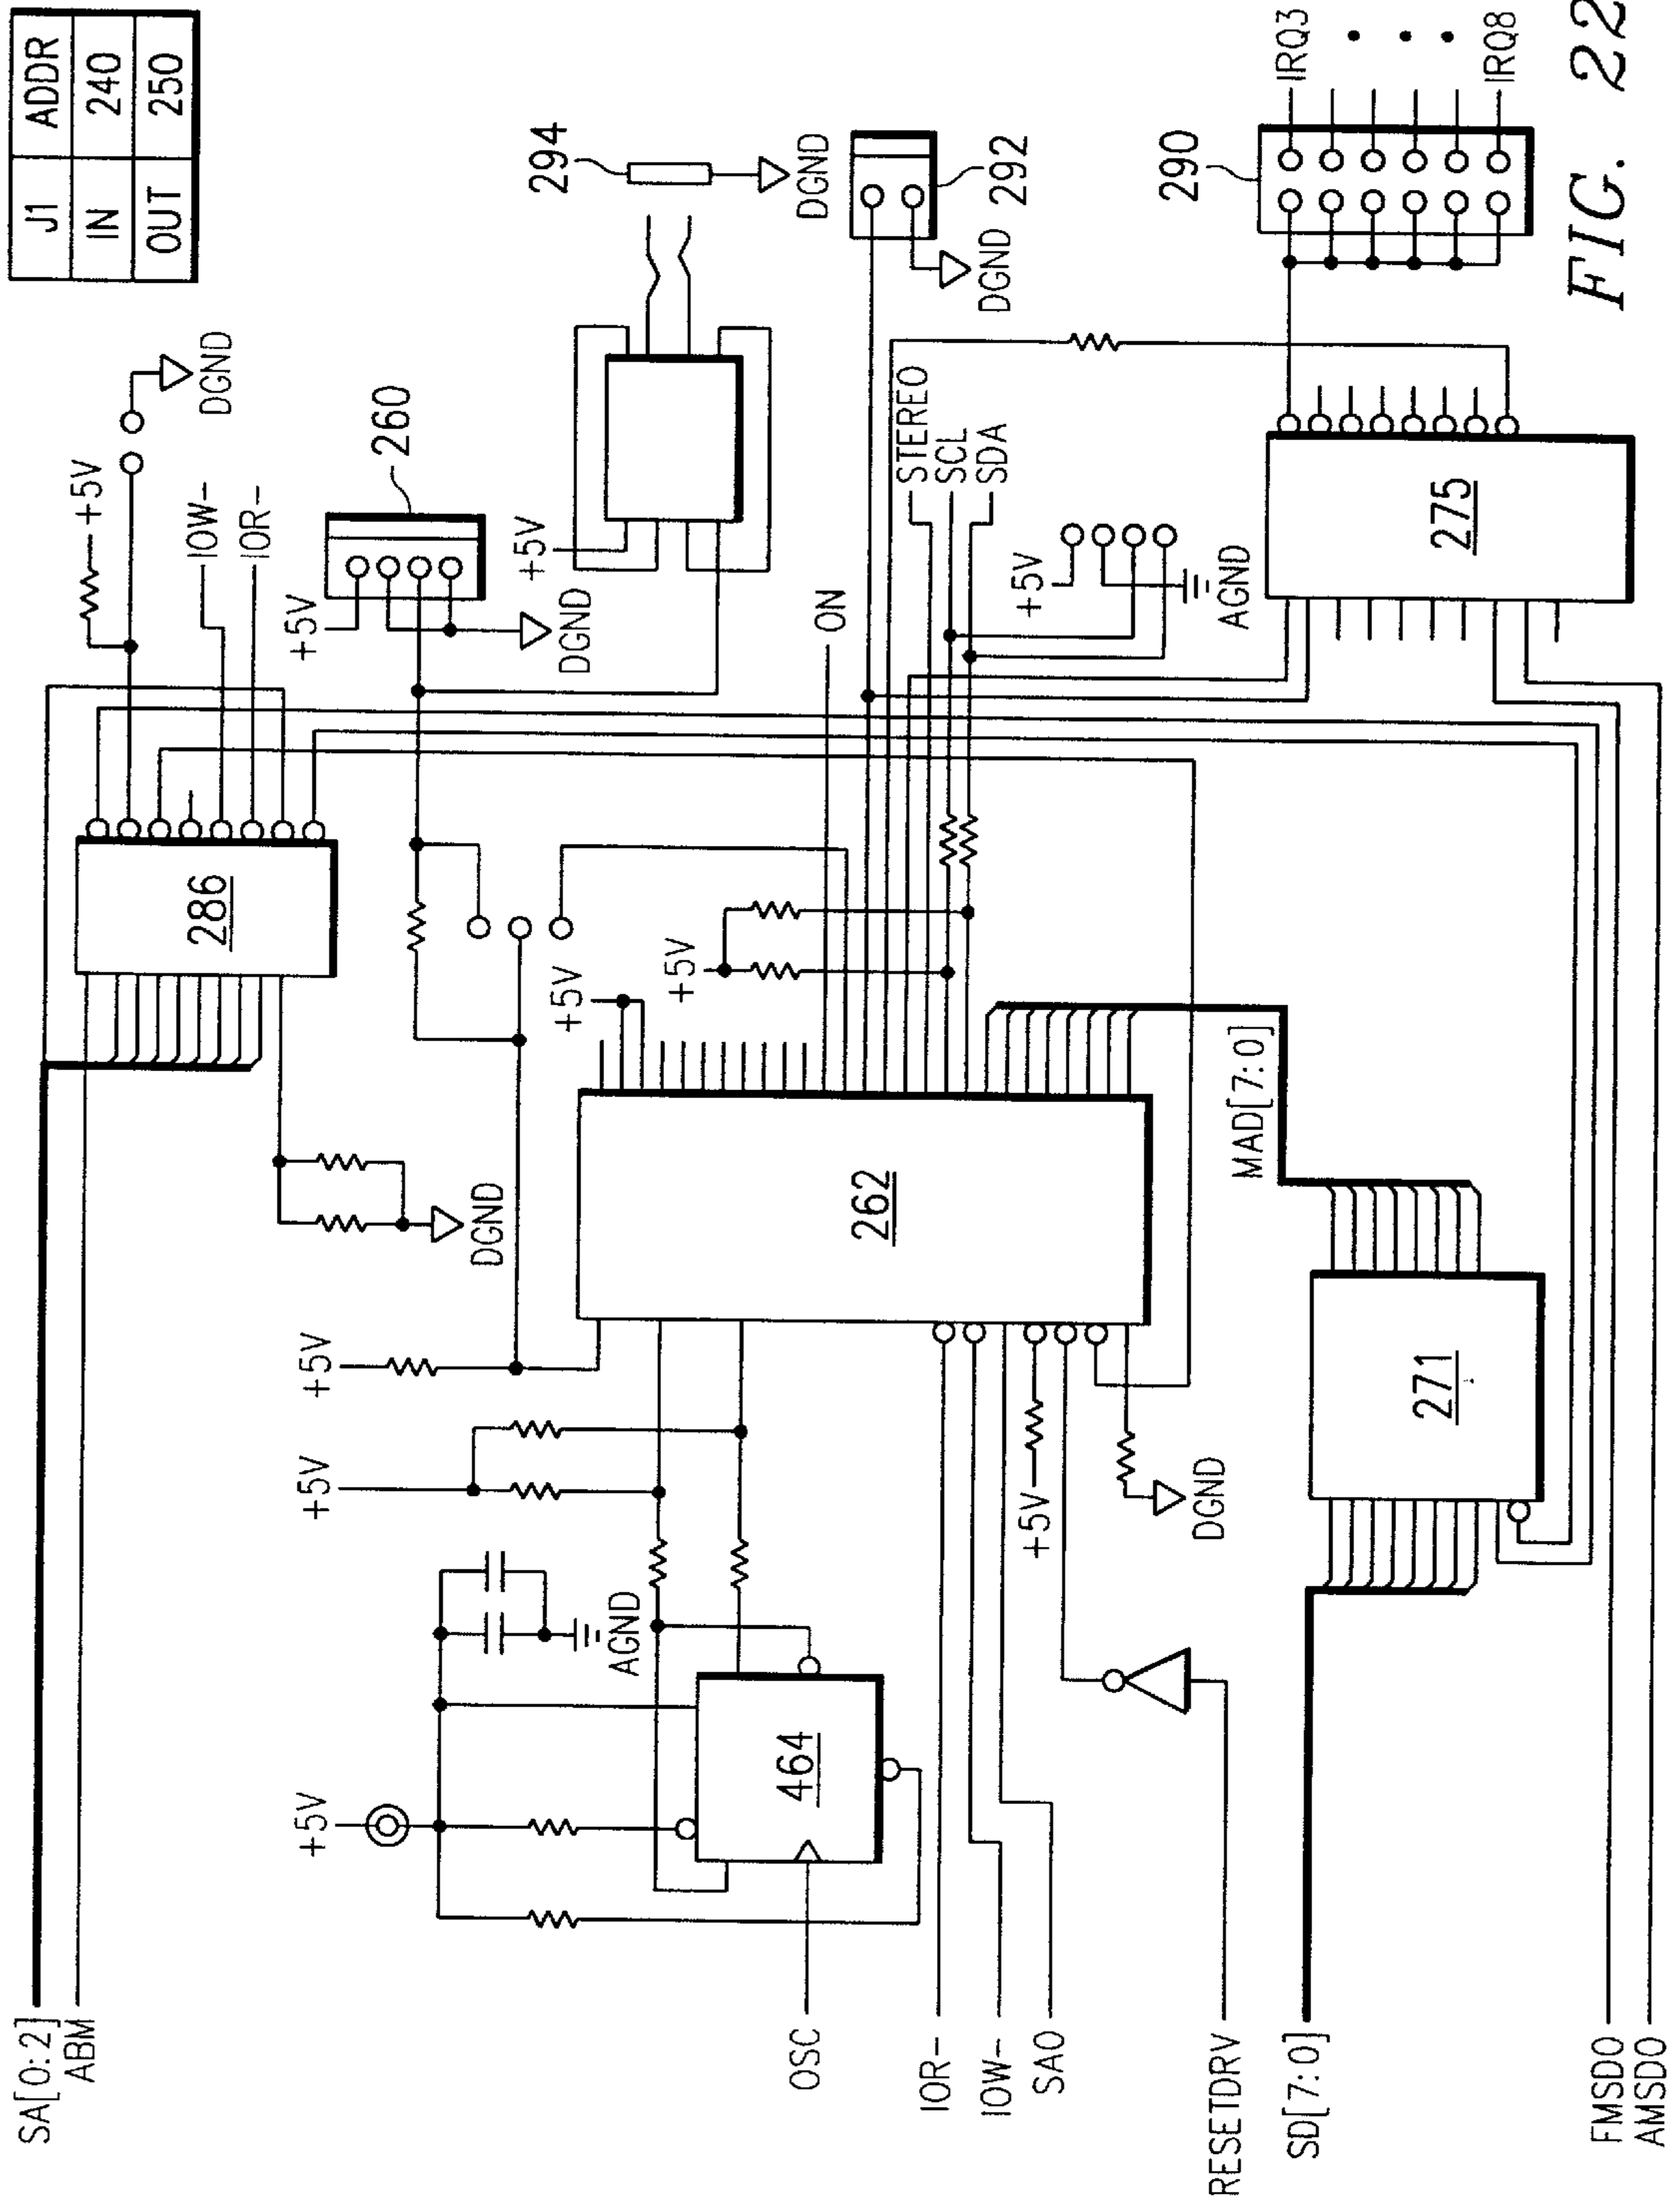 J1 ADDR
IN 240
OUT 250
SA[0:2]
ABM
286
+5V
DGND
IOW-
IOR-
DGND
+5V
260
DGND
+5V
294
DGND
292
DGND
+5V
+5V
+5V
AGND
464
OSC
262
+5V
+5V
ON
STEREO
SCL
SDA
+5V
AGND
IOR-
IOW-
SA0
+5V
DGND
RESETDRV
MAD[7:0]
SD[7:0]
271
275
290
IRQ3
IRQ8
FMSD0
AMSD0
FIG. 22